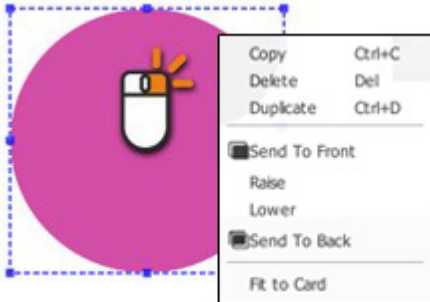 Copy Ctrl+C
Delete Del
Duplicate Ctrl+D
Send To Front
Raise
Lower
Send To Back
Fit to Card